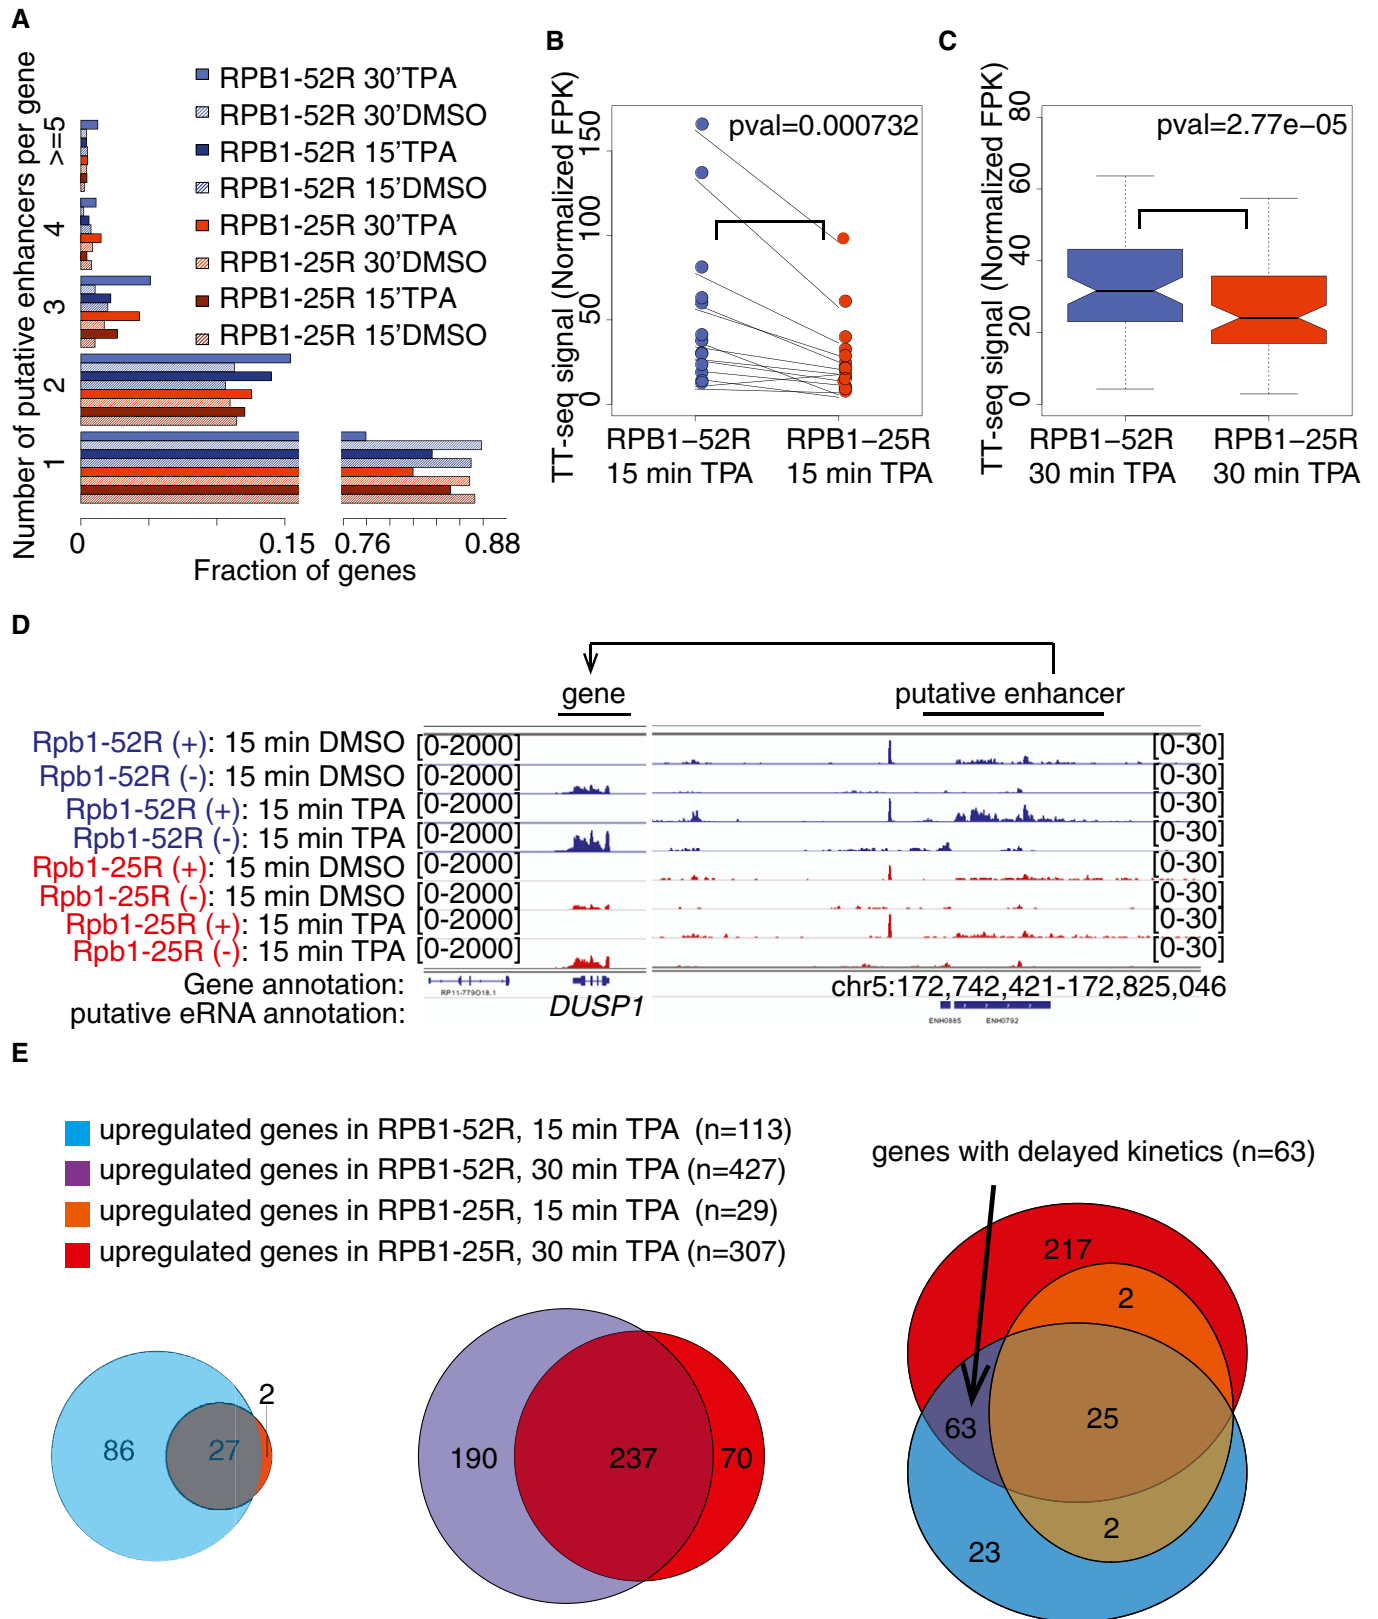 A
Number of putative enhancers per gene
>=5
4
3
2
1
RPB1-52R 30'TPA
RPB1-52R 30'DMSO
RPB1-52R 15'TPA
RPB1-52R 15'DMSO
RPB1-25R 30'TPA
RPB1-25R 30'DMSO
RPB1-25R 15'TPA
RPB1-25R 15'DMSO
0 0.15 0.76 0.88
Fraction of genes
B
TT-seq signal (Normalized FPK)
150
100
50
0
pval=0.000732
RPB1−52R RPB1−25R
15 min TPA 15 min TPA
C
TT-seq signal (Normalized FPK)
80
60
40
20
0
pval=2.77e−05
RPB1−52R RPB1−25R
30 min TPA 30 min TPA
D
gene putative enhancer
Rpb1-52R (+): 15 min DMSO [0-2000] [0-30]
Rpb1-52R (-): 15 min DMSO [0-2000] [0-30]
Rpb1-52R (+): 15 min TPA [0-2000] [0-30]
Rpb1-52R (-): 15 min TPA [0-2000] [0-30]
Rpb1-25R (+): 15 min DMSO [0-2000] [0-30]
Rpb1-25R (-): 15 min DMSO [0-2000] [0-30]
Rpb1-25R (+): 15 min TPA [0-2000] [0-30]
Rpb1-25R (-): 15 min TPA [0-2000] [0-30]
Gene annotation: chr5:172,742,421-172,825,046
RP11-779O18.1
DUSP1
putative eRNA annotation:
ENH0885 ENH0792
E
upregulated genes in RPB1-52R, 15 min TPA (n=113)
upregulated genes in RPB1-52R, 30 min TPA (n=427)
upregulated genes in RPB1-25R, 15 min TPA (n=29)
upregulated genes in RPB1-25R, 30 min TPA (n=307)
86 27 2
190 237 70
genes with delayed kinetics (n=63)
217
2
63 25
2
23